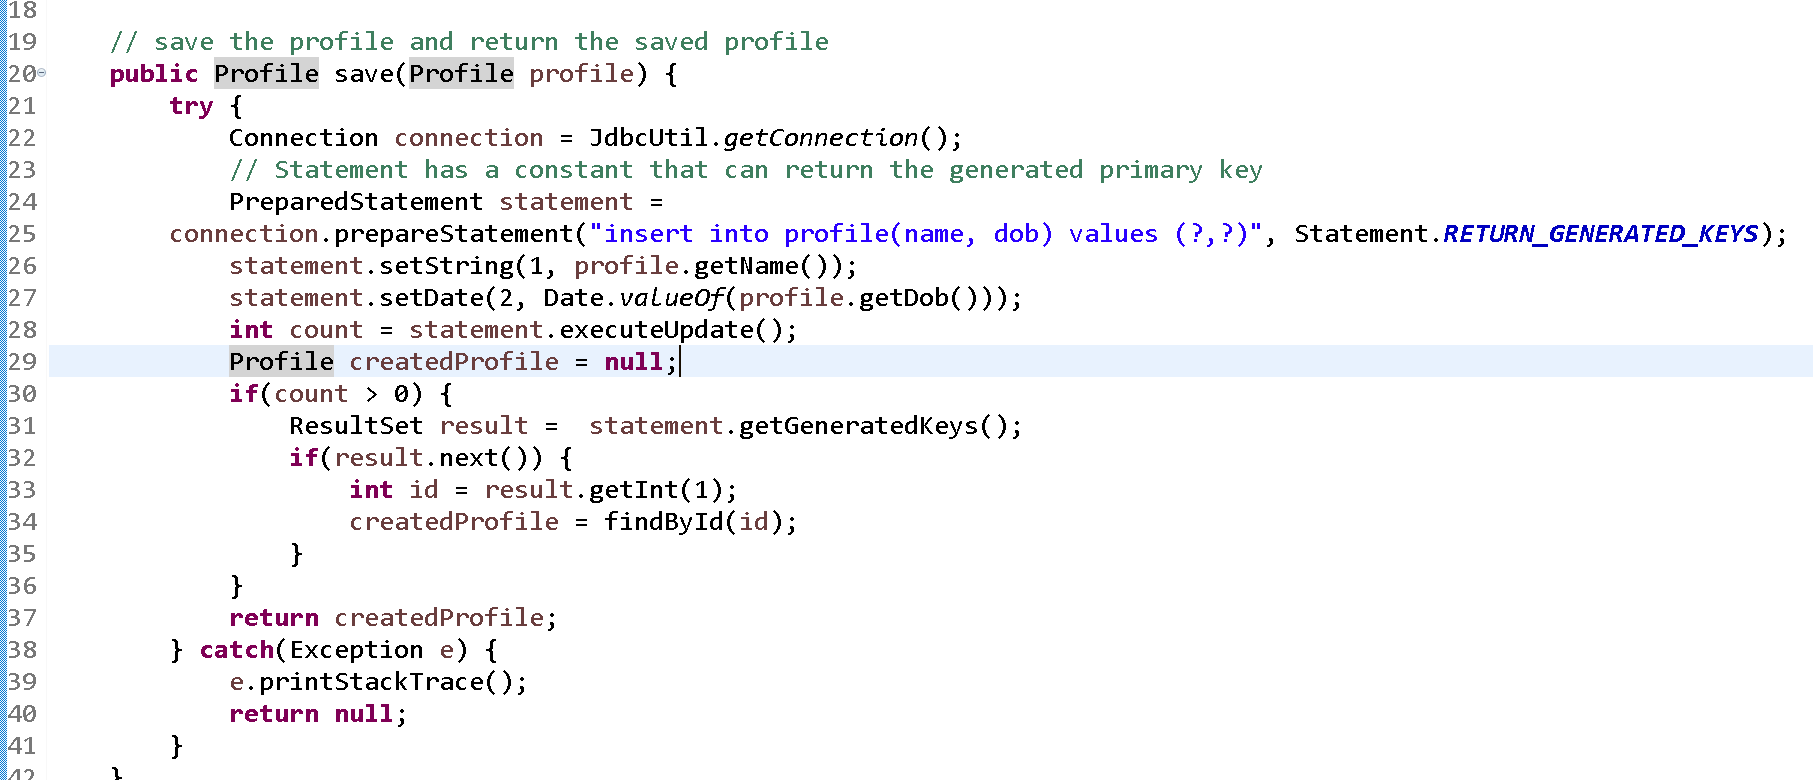 18
19 // save the profile and return the saved profile
20 public Profile save(Profile profile) {
21 try {
22 Connection connection = JdbcUtil.getConnection();
23 // Statement has a constant that can return the generated primary key
24 PreparedStatement statement =
25 connection.prepareStatement("insert into profile(name, dob) values (?,?)", Statement.RETURN_GENERATED_KEYS);
26 statement.setString(1, profile.getName());
27 statement.setDate(2, Date.valueOf(profile.getDob()));
28 int count = statement.executeUpdate();
29 Profile createdProfile = null;
30 if(count > 0) {
31 ResultSet result =  statement.getGeneratedKeys();
32 if(result.next()) {
33 int id = result.getInt(1);
34 createdProfile = findById(id);
35 }
36 }
37 return createdProfile;
38 } catch(Exception e) {
39 e.printStackTrace();
40 return null;
41 }
42 }